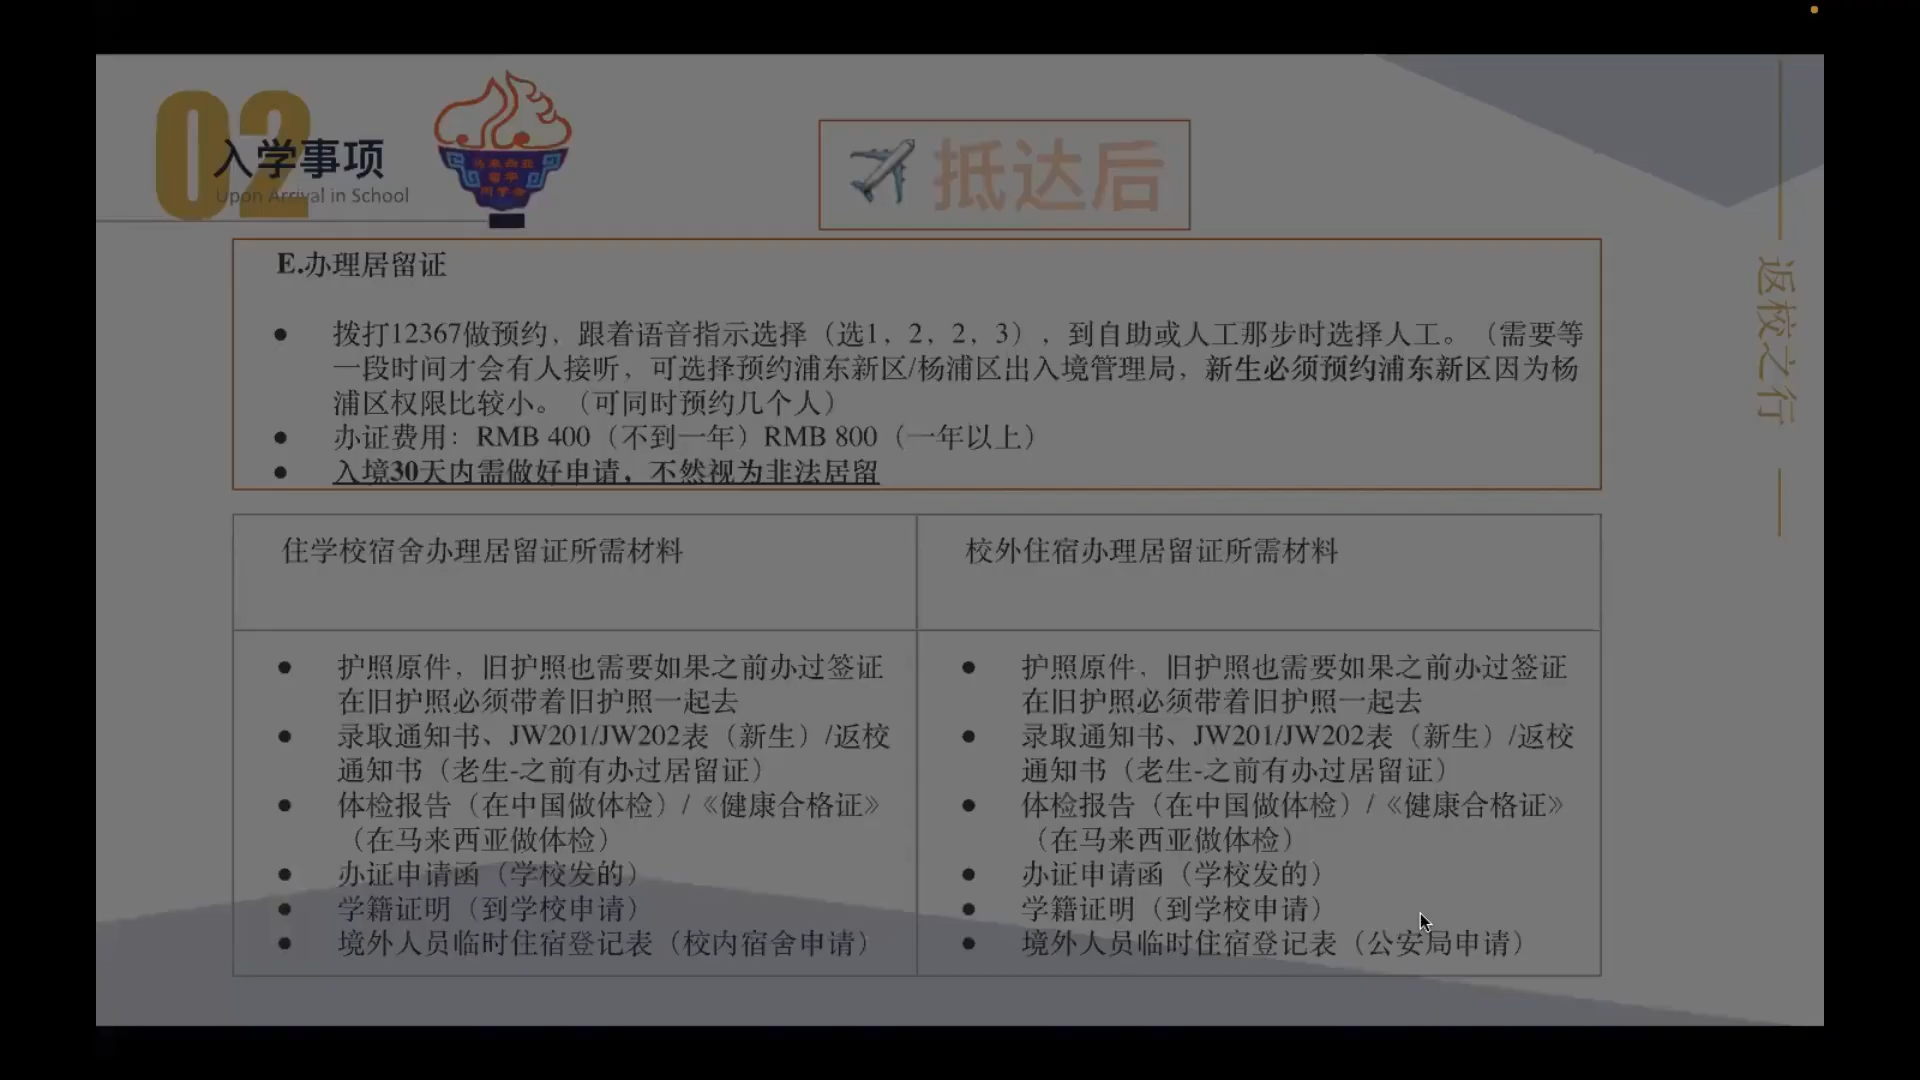 02
入学事项
Upon Arrival in School
马来西亚
留华
同学会
抵达后
返校之行
E.办理居留证
● 拨打12367做预约，跟着语音指示选择（选1，2，2，3），到自助或人工那步时选择人工。（需要等
一段时间才会有人接听，可选择预约浦东新区/杨浦区出入境管理局，新生必须预约浦东新区因为杨
浦区权限比较小。（可同时预约几个人）
● 办证费用：RMB 400（不到一年）RMB 800（一年以上）
● 入境30天内需做好申请，不然视为非法居留
住学校宿舍办理居留证所需材料
● 护照原件，旧护照也需要如果之前办过签证
在旧护照必须带着旧护照一起去
● 录取通知书、JW201/JW202表（新生）/返校
通知书（老生-之前有办过居留证）
● 体检报告（在中国做体检）/《健康合格证》
（在马来西亚做体检）
● 办证申请函（学校发的）
● 学籍证明（到学校申请）
● 境外人员临时住宿登记表（校内宿舍申请）
校外住宿办理居留证所需材料
● 护照原件，旧护照也需要如果之前办过签证
在旧护照必须带着旧护照一起去
● 录取通知书、JW201/JW202表（新生）/返校
通知书（老生-之前有办过居留证）
● 体检报告（在中国做体检）/《健康合格证》
（在马来西亚做体检）
● 办证申请函（学校发的）
● 学籍证明（到学校申请）
● 境外人员临时住宿登记表（公安局申请）